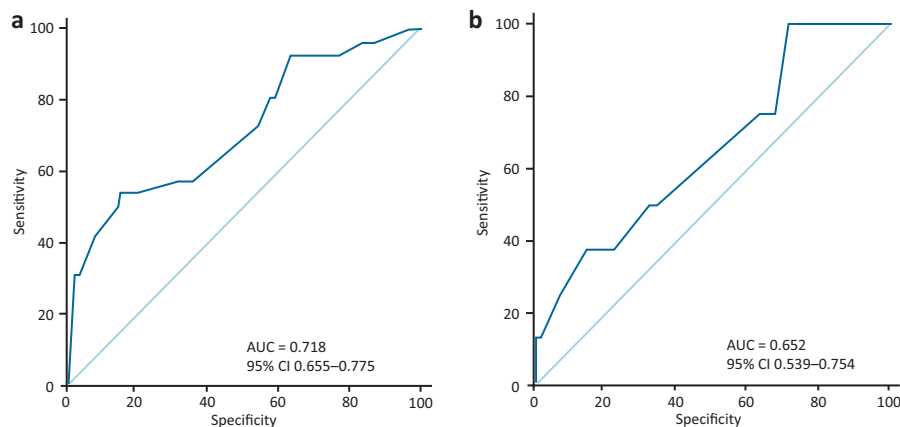 a
100
80
60
40
20
0
Sensitivity
0 20 40 60 80 100
Specificity
AUC = 0.718
95% CI 0.655–0.775
b
100
80
60
40
20
0
Sensitivity
0 20 40 60 80 100
Specificity
AUC = 0.652
95% CI 0.539–0.754